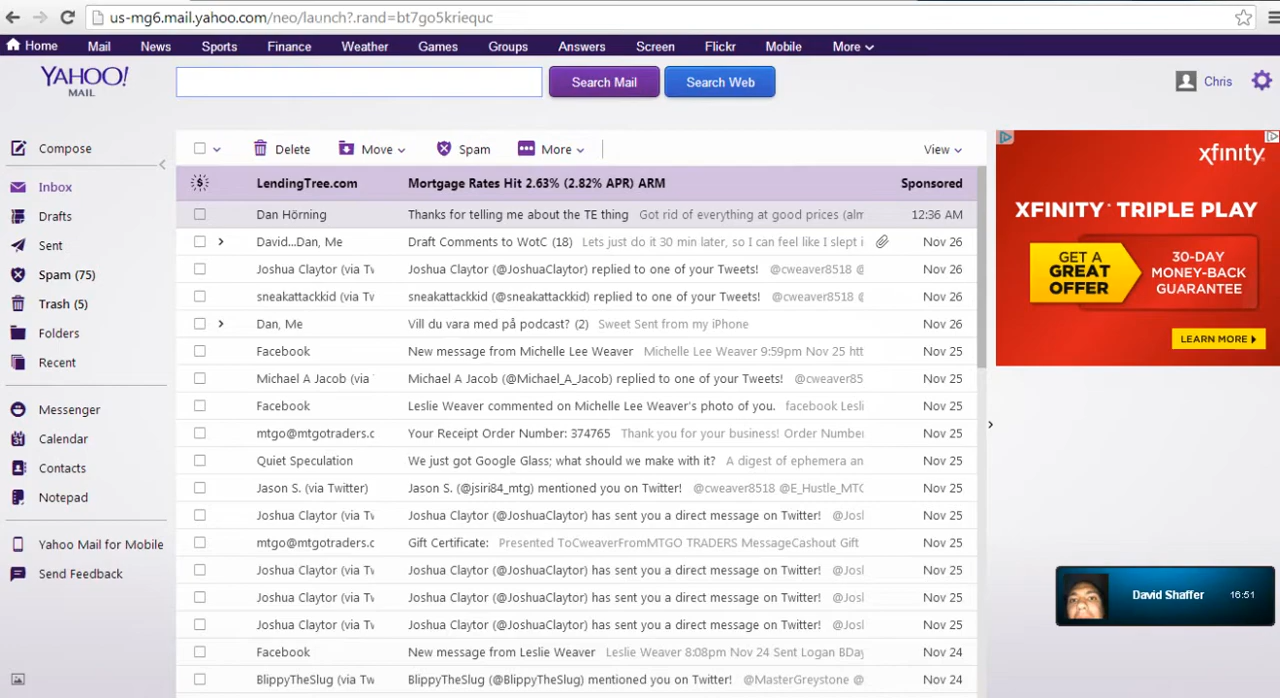 us-mg6.mail.yahoo.com/neo/launch?.rand=bt7go5kriequc
Home Mail News Sports Finance Weather Games Groups Answers Screen Flickr Mobile More
YAHOO! MAIL
Search Mail Search Web
Chris
Compose
Inbox
Drafts
Sent
Spam (75)
Trash (5)
Folders
Recent
Messenger
Calendar
Contacts
Notepad
Yahoo Mail for Mobile
Send Feedback
Delete Move Spam More View
LendingTree.com Mortgage Rates Hit 2.63% (2.82% APR) ARM Sponsored
Dan Hörning Thanks for telling me about the TE thing Got rid of everything at good prices (alm 12:36 AM
David...Dan, Me Draft Comments to WotC (18) Lets just do it 30 min later, so I can feel like I slept i Nov 26
Joshua Claytor (via Tw Joshua Claytor (@JoshuaClaytor) replied to one of your Tweets! @cweaver8518 @ Nov 26
sneakattackkid (via Tw sneakattackkid (@sneakattackkid) replied to one of your Tweets! @cweaver8518 @ Nov 26
Dan, Me Vill du vara med på podcast? (2) Sweet Sent from my iPhone Nov 26
Facebook New message from Michelle Lee Weaver Michelle Lee Weaver 9:59pm Nov 25 htt Nov 25
Michael A Jacob (via Michael A Jacob (@Michael_A_Jacob) replied to one of your Tweets! @cweaver85 Nov 25
Facebook Leslie Weaver commented on Michelle Lee Weaver's photo of you. facebook Lesli Nov 25
mtgo@mtgotraders.c Your Receipt Order Number: 374765 Thank you for your business! Order Number Nov 25
Quiet Speculation We just got Google Glass; what should we make with it? A digest of ephemera an Nov 25
Jason S. (via Twitter) Jason S. (@jsiri84_mtg) mentioned you on Twitter! @cweaver8518 @E_Hustle_MTG Nov 25
Joshua Claytor (via Tw Joshua Claytor (@JoshuaClaytor) has sent you a direct message on Twitter! @Josl Nov 25
mtgo@mtgotraders.c Gift Certificate: Presented ToCweaverFromMTGO TRADERS MessageCashout Gift Nov 25
Joshua Claytor (via Tw Joshua Claytor (@JoshuaClaytor) has sent you a direct message on Twitter! @Josl Nov 25
Joshua Claytor (via Tw Joshua Claytor (@JoshuaClaytor) has sent you a direct message on Twitter! @Josl Nov 25
Joshua Claytor (via Tw Joshua Claytor (@JoshuaClaytor) has sent you a direct message on Twitter! @Josl Nov 25
Facebook New message from Leslie Weaver Leslie Weaver 8:08pm Nov 24 Sent Logan BDay Nov 24
BlippyTheSlug (via Tw BlippyTheSlug (@BlippyTheSlug) mentioned you on Twitter! @MasterGreystone @ Nov 24
xfinity.
XFINITY® TRIPLE PLAY
GET A
GREAT
OFFER
30-DAY
MONEY-BACK
GUARANTEE
LEARN MORE
David Shaffer 16:51